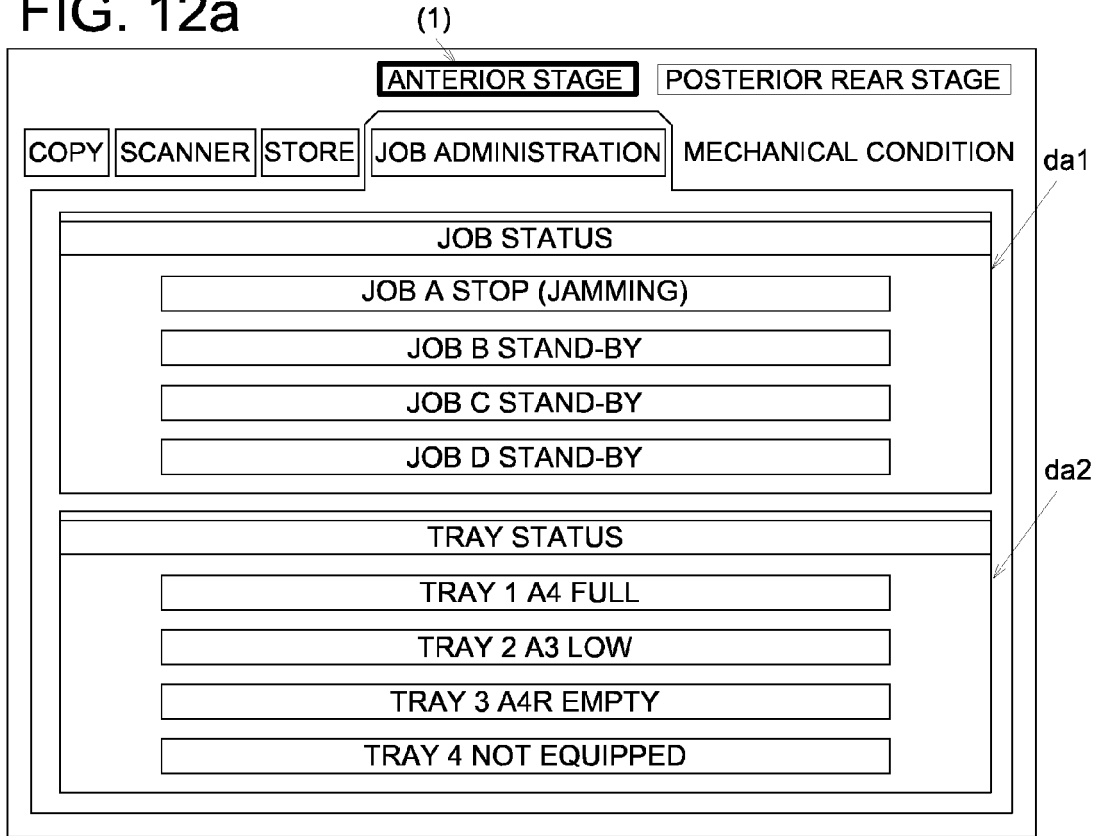 FIG. 12a
(1)
ANTERIOR STAGE POSTERIOR REAR STAGE
COPY SCANNER STORE JOB ADMINISTRATION MECHANICAL CONDITION
da1
JOB STATUS
JOB A STOP (JAMMING)
JOB B STAND-BY
JOB C STAND-BY
JOB D STAND-BY
da2
TRAY STATUS
TRAY 1 A4 FULL
TRAY 2 A3 LOW
TRAY 3 A4R EMPTY
TRAY 4 NOT EQUIPPED